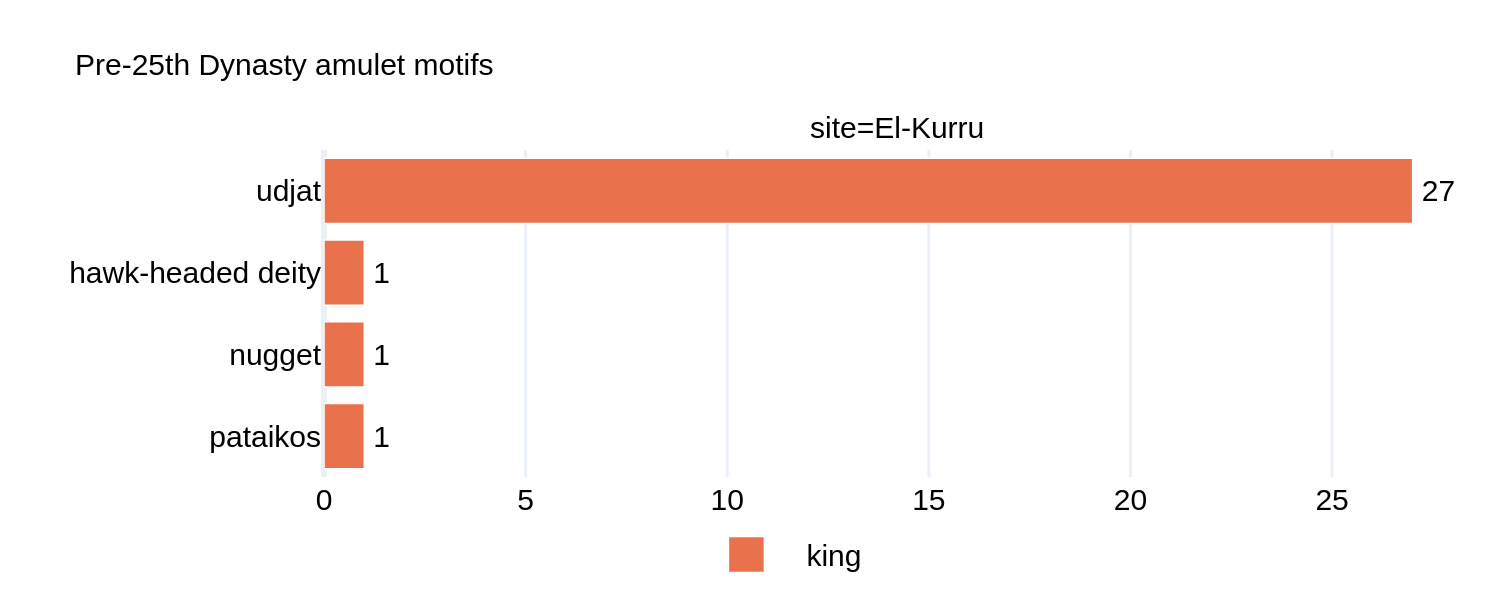 Pre-25th Dynasty amulet motifs
site=El-Kurru
udjat 27
hawk-headed deity 1
nugget 1
pataikos 1
0 5 10 15 20 25
king